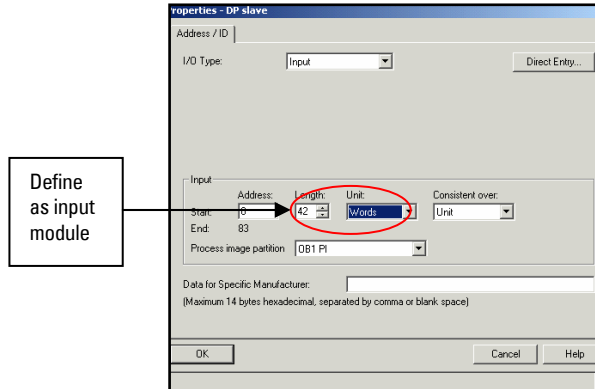 roperties - DP slave
Address / ID
I/O Type: Input Direct Entry...
Define
as input
module
Input
Address: Length: Unit: Consistent over:
Start: 0 42 Words Unit
End: 83
Process image partition OB1 PI
Data for Specific Manufacturer:
(Maximum 14 bytes hexadecimal, separated by comma or blank space)
OK Cancel Help